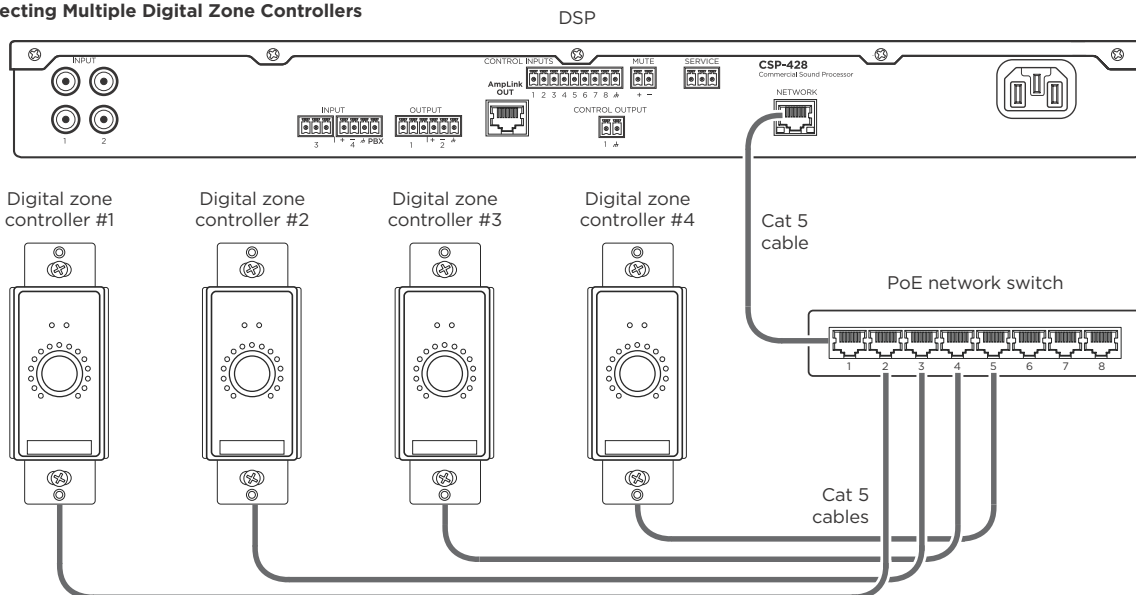 ecting Multiple Digital Zone Controllers
DSP
INPUT
1 2
INPUT
3 + − 4 ⏚ PBX
OUTPUT
1 + − 2 ⏚
AmpLink
OUT
CONTROL INPUTS
1 2 3 4 5 6 7 8 ⏚
MUTE
+ −
CONTROL OUTPUT
1 ⏚
SERVICE
CSP-428
Commercial Sound Processor
NETWORK
Digital zone
controller #1
Digital zone
controller #2
Digital zone
controller #3
Digital zone
controller #4
Cat 5
cable
PoE network switch
1 2 3 4 5 6 7 8
Cat 5
cables